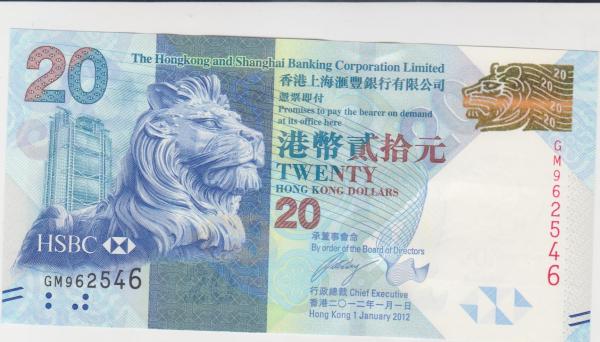 20
The Hongkong and Shanghai Banking Corporation Limited
香港上海滙豐銀行有限公司
憑票即付
Promises to pay the bearer on demand
at its office here
港幣貳拾元
TWENTY
HONG KONG DOLLARS
20
承董事會命
By order of the Board of Directors
行政總裁 Chief Executive
香港二〇一二年一月一日
Hong Kong 1 January 2012
HSBC
GM962546
20
20
20
20
GM962546